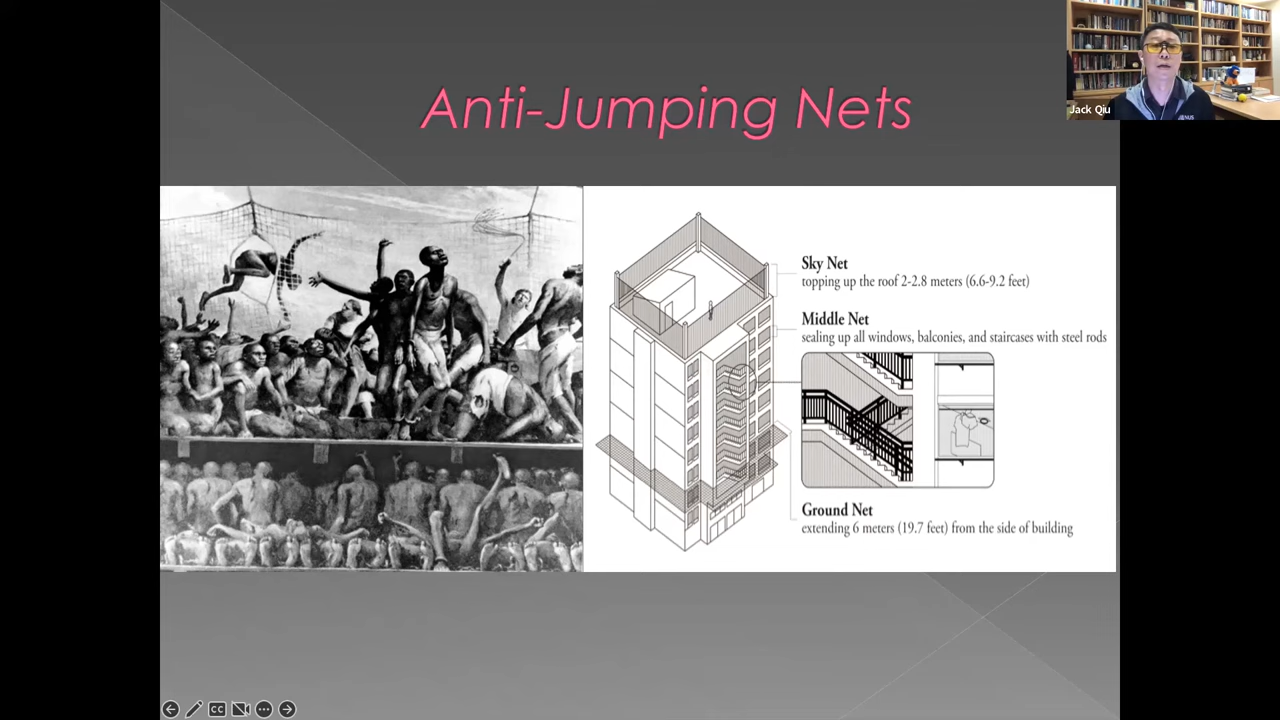 Anti-Jumping Nets
Jack Qiu
NUS
Sky Net
topping up the roof 2-2.8 meters (6.6-9.2 feet)
Middle Net
sealing up all windows, balconies, and staircases with steel rods
Ground Net
extending 6 meters (19.7 feet) from the side of building
CC